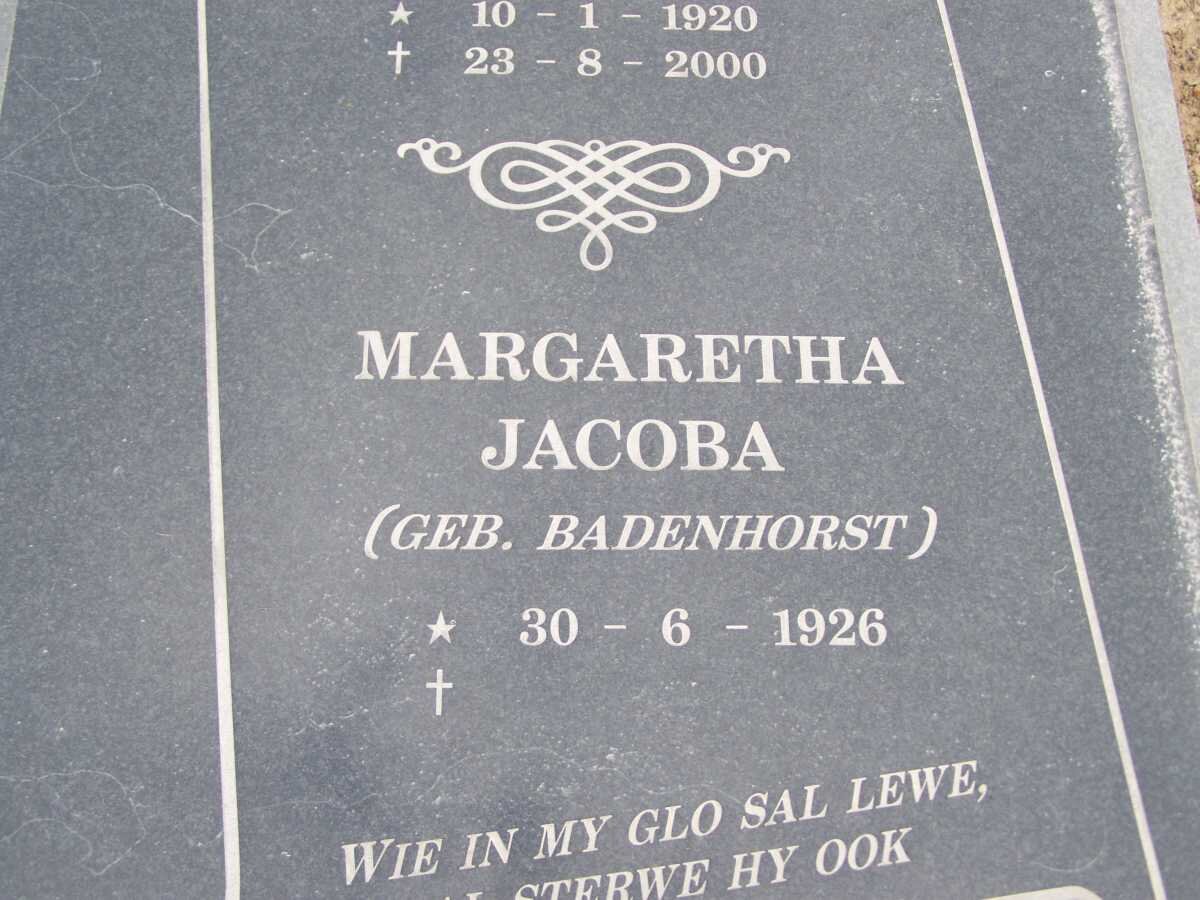 ★ 10 - 1 - 1920
✝ 23 - 8 - 2000
MARGARETHA
JACOBA
(GEB. BADENHORST)
★ 30 - 6 - 1926
✝
WIE IN MY GLO SAL LEWE,
STERWE HY OOK